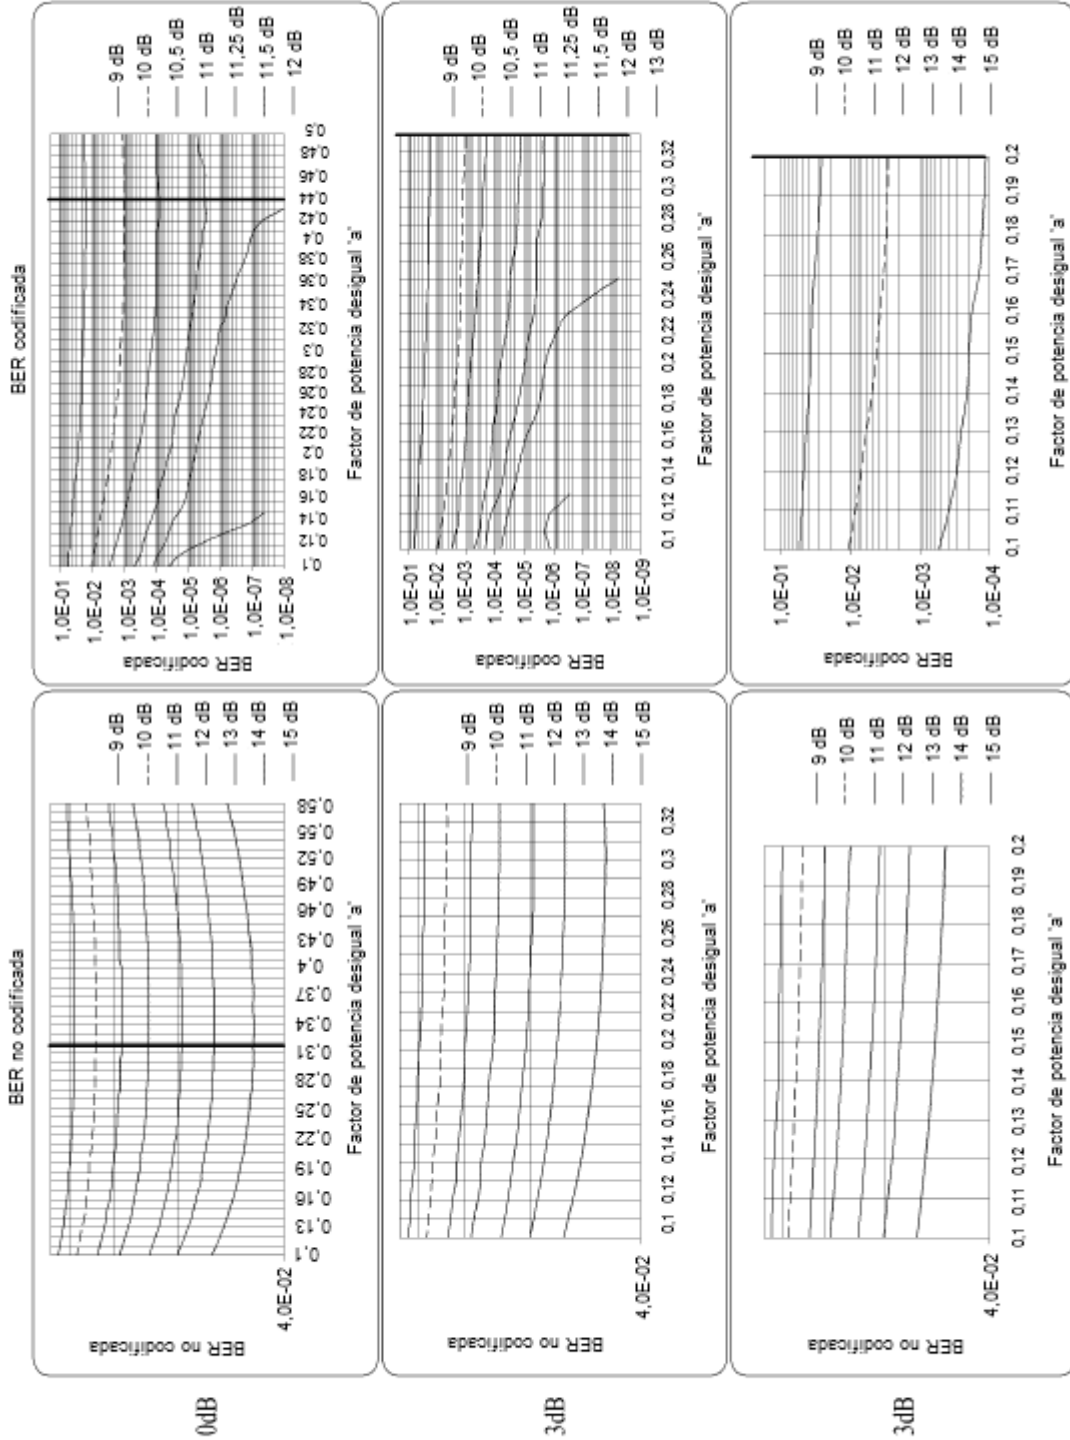 BER no codificada
BER codificada
0dB
BER no codificada
4,0E-02
0,1 0,13 0,16 0,19 0,22 0,25 0,28 0,31 0,34 0,37 0,4 0,43 0,46 0,49 0,52 0,55 0,58
Factor de potencia desigual "a"
9 dB
10 dB
11 dB
12 dB
13 dB
14 dB
15 dB
BER codificada
1,0E-01
1,0E-02
1,0E-03
1,0E-04
1,0E-05
1,0E-06
1,0E-07
1,0E-08
0,1 0,12 0,14 0,16 0,18 0,2 0,22 0,24 0,26 0,28 0,3 0,32 0,34 0,36 0,38 0,4 0,42 0,44 0,46 0,48 0,5
Factor de potencia desigual "a"
9 dB
10 dB
10,5 dB
11 dB
11,25 dB
11,5 dB
12 dB
3dB
BER no codificada
4,0E-02
0,1 0,12 0,14 0,16 0,18 0,2 0,22 0,24 0,26 0,28 0,3 0,32
Factor de potencia desigual "a"
9 dB
10 dB
11 dB
12 dB
13 dB
14 dB
15 dB
BER codificada
1,0E-01
1,0E-02
1,0E-03
1,0E-04
1,0E-05
1,0E-06
1,0E-07
1,0E-08
1,0E-09
0,1 0,12 0,14 0,16 0,18 0,2 0,22 0,24 0,26 0,28 0,3 0,32
Factor de potencia desigual "a"
9 dB
10 dB
10,5 dB
11 dB
11,25 dB
11,5 dB
12 dB
13 dB
3dB
BER no codificada
4,0E-02
0,1 0,11 0,12 0,13 0,14 0,15 0,16 0,17 0,18 0,19 0,2
Factor de potencia desigual "a"
9 dB
10 dB
11 dB
12 dB
13 dB
14 dB
15 dB
BER codificada
1,0E-01
1,0E-02
1,0E-03
1,0E-04
0,1 0,11 0,12 0,13 0,14 0,15 0,16 0,17 0,18 0,19 0,2
Factor de potencia desigual "a"
9 dB
10 dB
11 dB
12 dB
13 dB
14 dB
15 dB